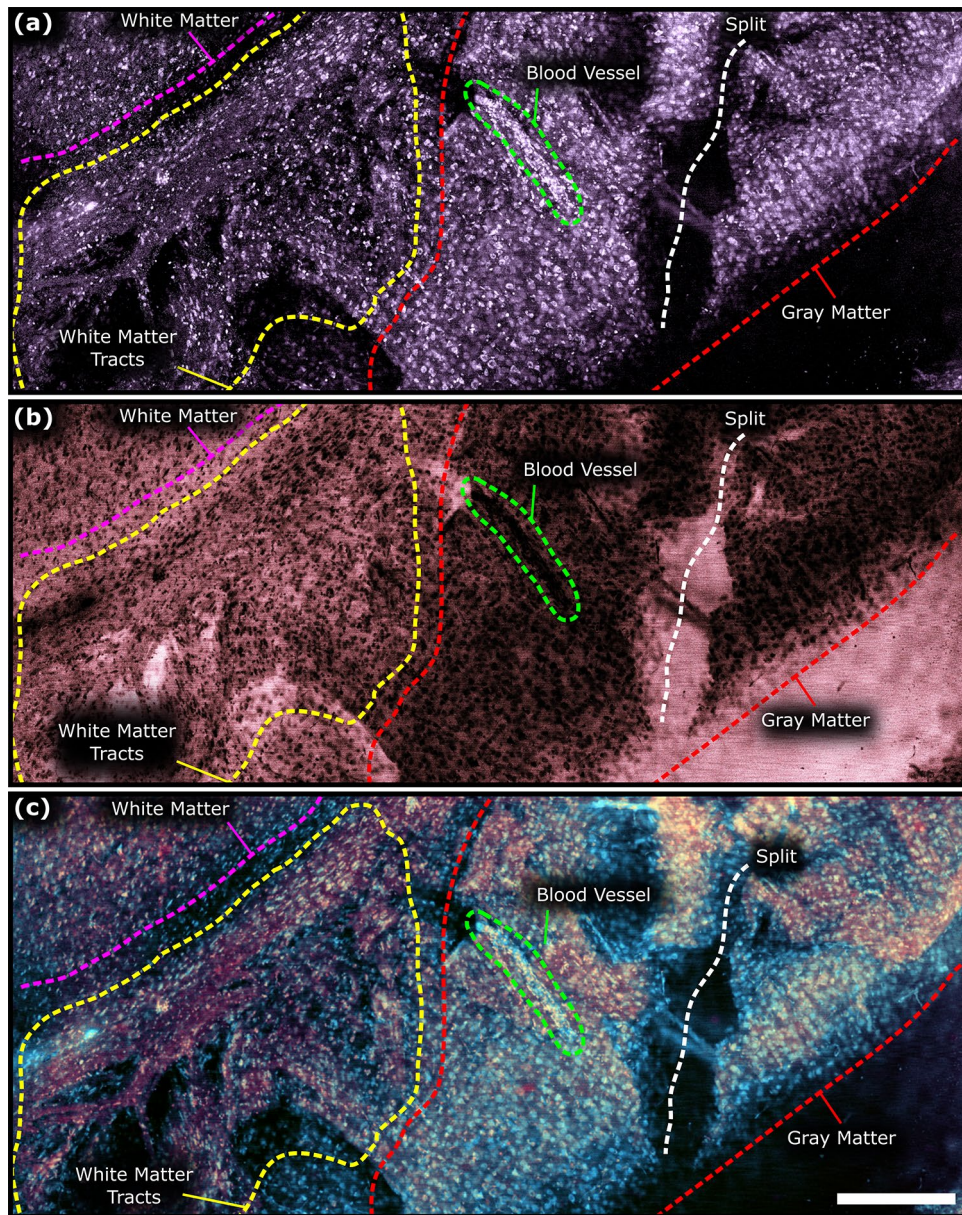 (a)
White Matter
Split
Blood Vessel
White Matter
Tracts
Gray Matter
(b)
White Matter
Split
Blood Vessel
White Matter
Tracts
Gray Matter
(c)
White Matter
Split
Blood Vessel
White Matter
Tracts
Gray Matter